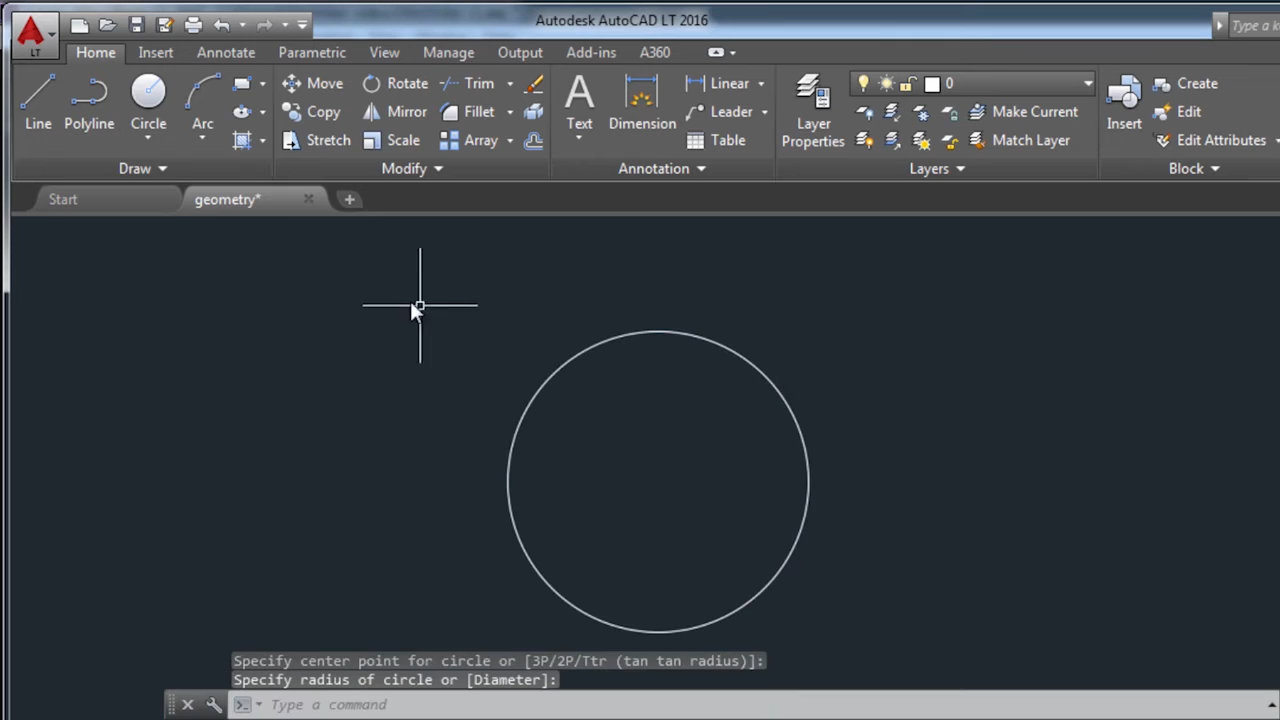 Autodesk AutoCAD LT 2016
Type a k
LT
Home Insert Annotate Parametric View Manage Output Add-ins A360
Line Polyline Circle Arc
Move Rotate Trim
Copy Mirror Fillet
Stretch Scale Array
Text Dimension
Linear
Leader
Table
Layer Properties
0
Make Current
Match Layer
Insert
Create
Edit
Edit Attributes
Draw Modify Annotation Layers Block
Start geometry*
Specify center point for circle or [3P/2P/Ttr (tan tan radius)]:
Specify radius of circle or [Diameter]:
Type a command